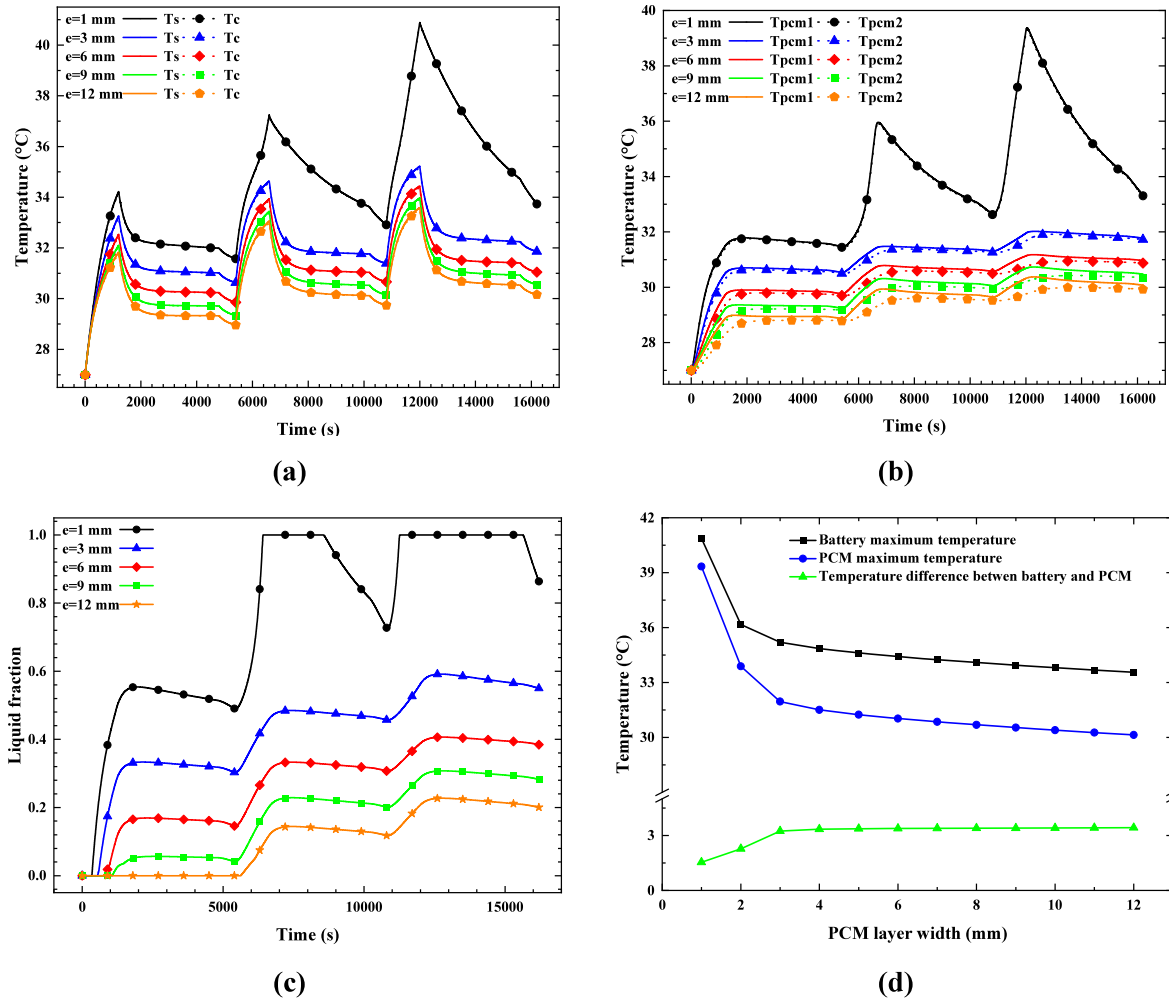 e=1 mm Ts Tc
e=3 mm Ts Tc
e=6 mm Ts Tc
e=9 mm Ts Tc
e=12 mm Ts Tc
40
38
36
34
32
30
28
Temperature (°C)
0 2000 4000 6000 8000 10000 12000 14000 16000
Time (s)
(a)
e=1 mm Tpcm1 Tpcm2
e=3 mm Tpcm1 Tpcm2
e=6 mm Tpcm1 Tpcm2
e=9 mm Tpcm1 Tpcm2
e=12 mm Tpcm1 Tpcm2
40
38
36
34
32
30
28
Temperature (°C)
0 2000 4000 6000 8000 10000 12000 14000 16000
Time (s)
(b)
e=1 mm
e=3 mm
e=6 mm
e=9 mm
e=12 mm
1.0
0.8
0.6
0.4
0.2
0.0
Liquid fraction
0 5000 10000 15000
Time (s)
(c)
Battery maximum temperature
PCM maximum temperature
Temperature difference betwen battery and PCM
42
39
36
33
30
3
0
Temperature (°C)
0 2 4 6 8 10 12
PCM layer width (mm)
(d)